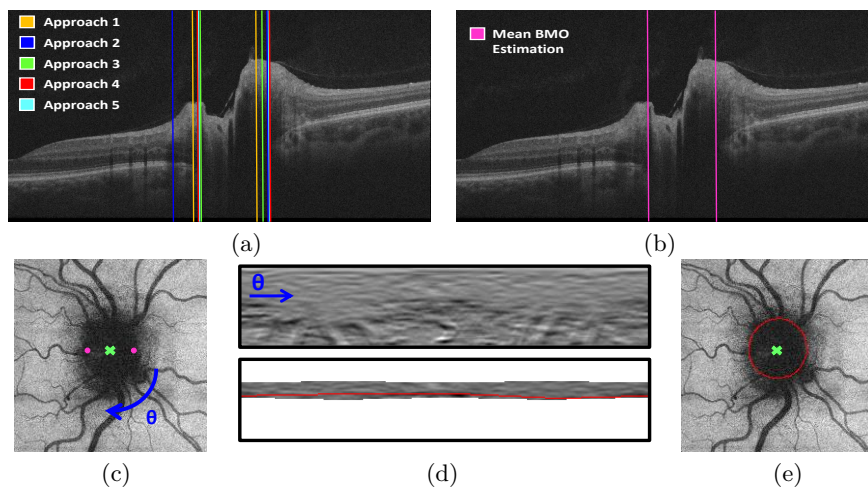 Approach 1
Approach 2
Approach 3
Approach 4
Approach 5
Mean BMO
Estimation
(a)
(b)
θ
θ
(c)
(d)
(e)